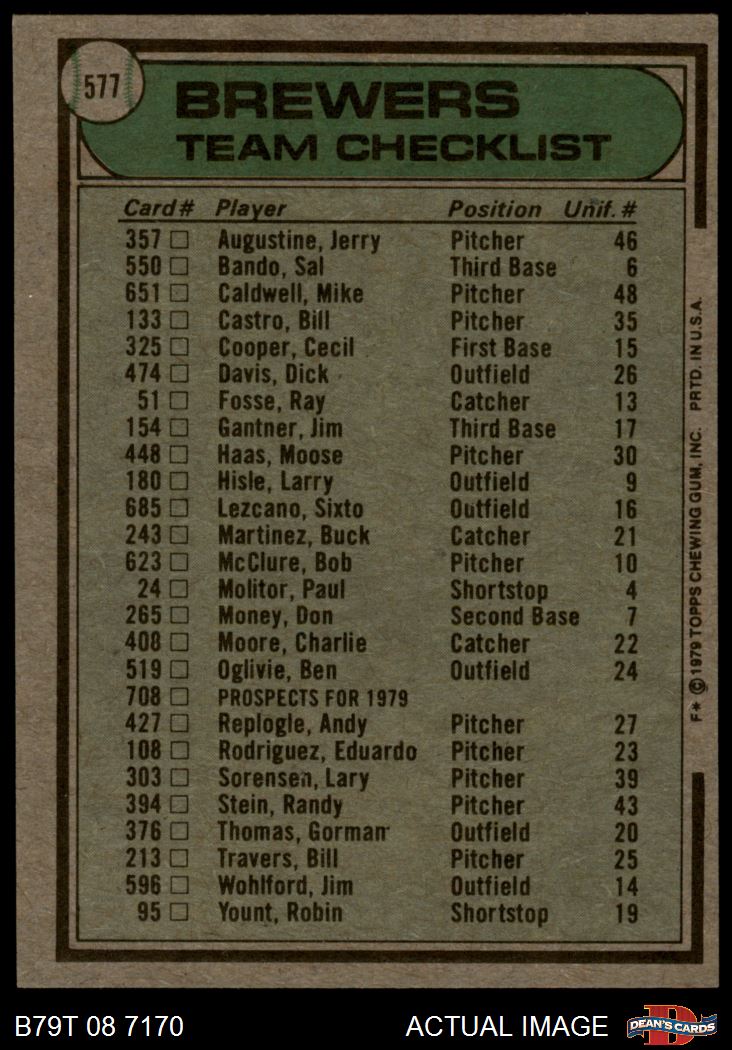 577
BREWERS
TEAM CHECKLIST
Card# Player Position Unif. #
357 Augustine, Jerry Pitcher 46
550 Bando, Sal Third Base 6
651 Caldwell, Mike Pitcher 48
133 Castro, Bill Pitcher 35
325 Cooper, Cecil First Base 15
474 Davis, Dick Outfield 26
51 Fosse, Ray Catcher 13
154 Gantner, Jim Third Base 17
448 Haas, Moose Pitcher 30
180 Hisle, Larry Outfield 9
685 Lezcano, Sixto Outfield 16
243 Martinez, Buck Catcher 21
623 McClure, Bob Pitcher 10
24 Molitor, Paul Shortstop 4
265 Money, Don Second Base 7
408 Moore, Charlie Catcher 22
519 Oglivie, Ben Outfield 24
708 PROSPECTS FOR 1979
427 Replogle, Andy Pitcher 27
108 Rodriguez, Eduardo Pitcher 23
303 Sorensen, Lary Pitcher 39
394 Stein, Randy Pitcher 43
376 Thomas, Gorman Outfield 20
213 Travers, Bill Pitcher 25
596 Wohlford, Jim Outfield 14
95 Yount, Robin Shortstop 19
F* © 1979 TOPPS CHEWING GUM, INC. PRTD. IN U.S.A.
B79T 08 7170 ACTUAL IMAGE D DEAN'S CARDS